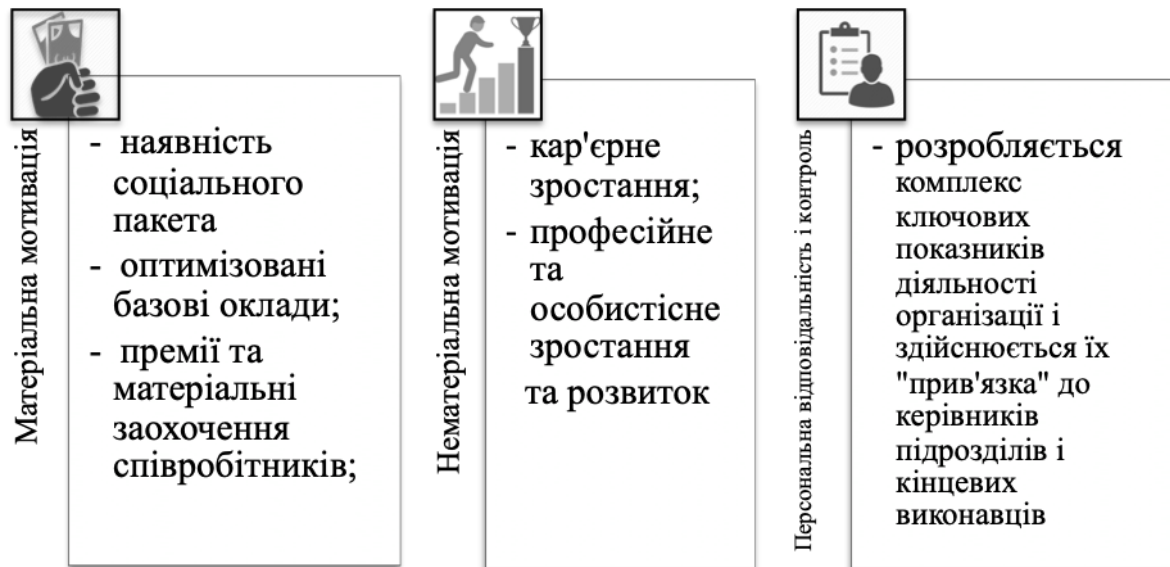 Матеріальна мотивація
- наявність
соціального
пакета
- оптимізовані
базові оклади;
- премії та
матеріальні
заохочення
співробітників;
Нематеріальна мотивація
- кар'єрне
зростання;
- професійне
та
особистісне
зростання
та розвиток
Персональна відповідальність і контроль
- розробляється
комплекс
ключових
показників
діяльності
організації і
здійснюється їх
"прив'язка" до
керівників
підрозділів і
кінцевих
виконавців